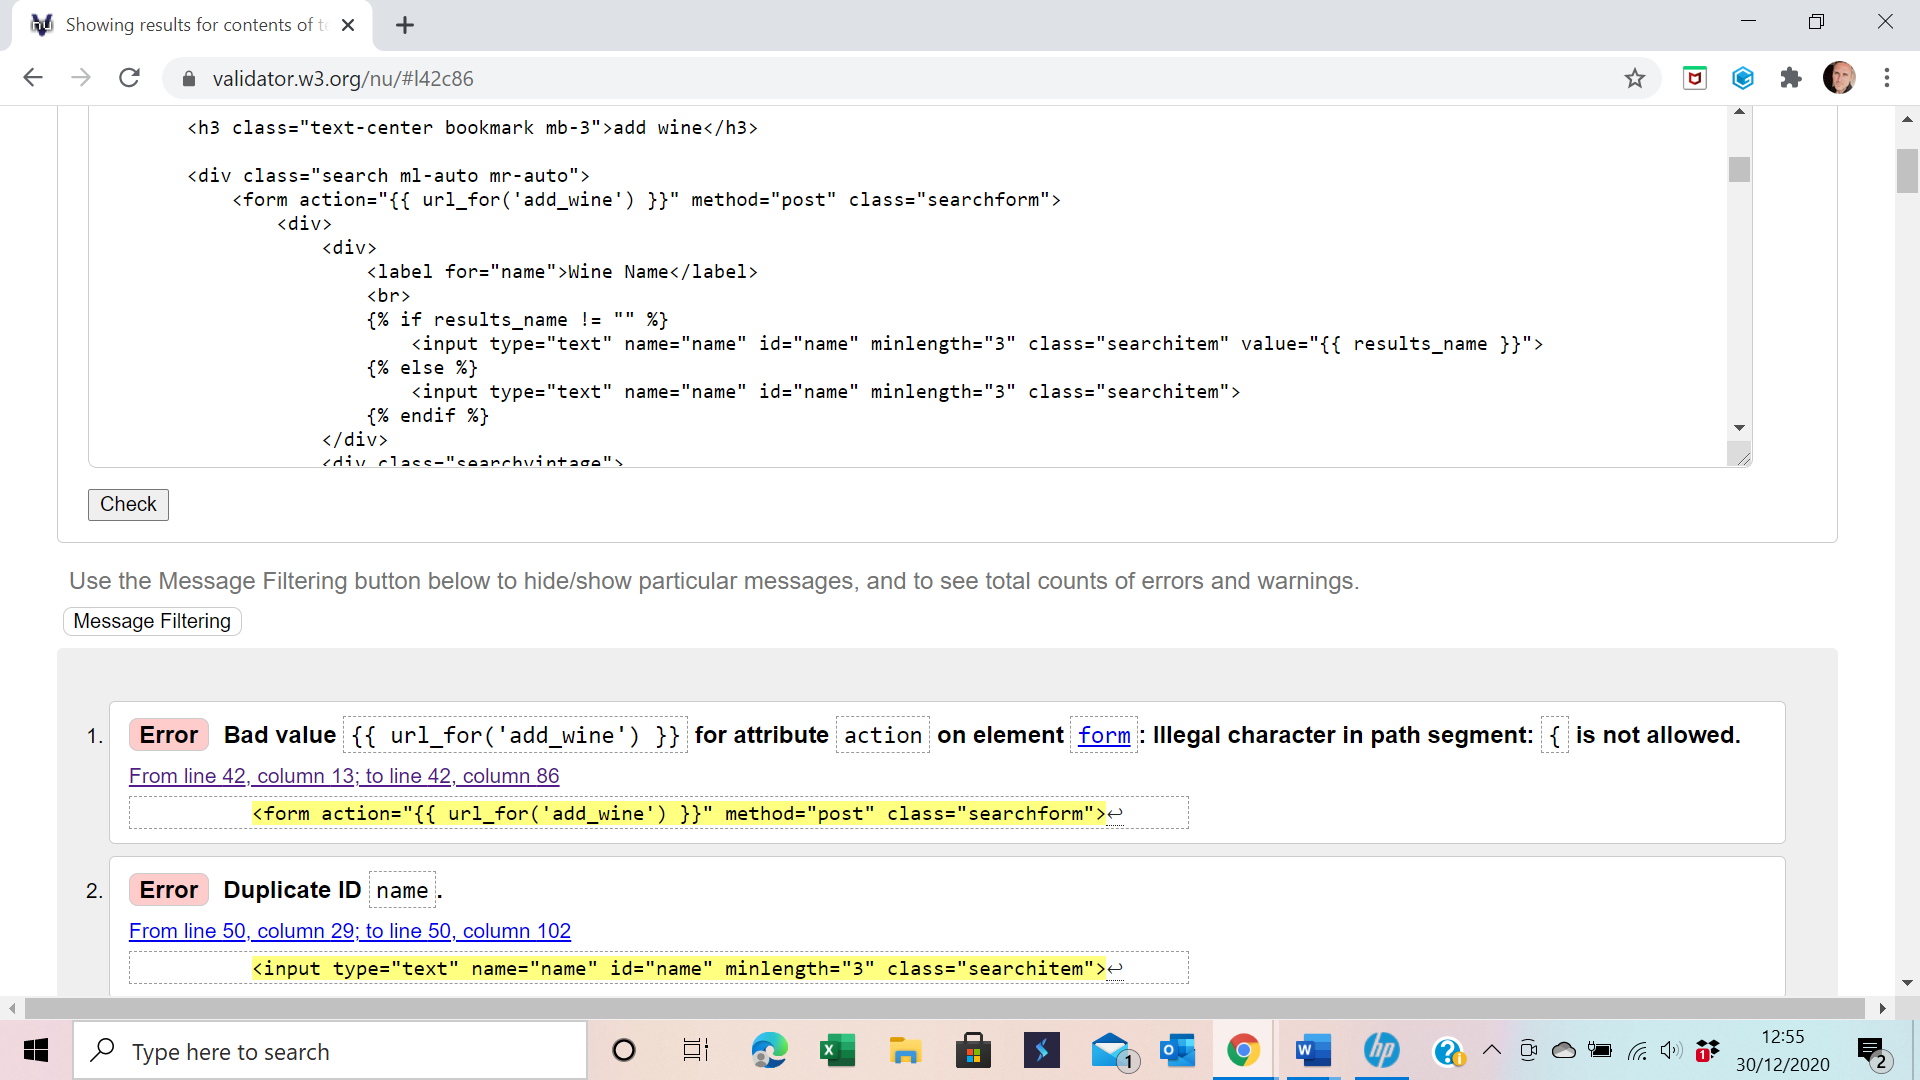 Showing results for contents of te
validator.w3.org/nu/#l42c86
<h3 class="text-center bookmark mb-3">add wine</h3>
<div class="search ml-auto mr-auto">
<form action="{{ url_for('add_wine') }}" method="post" class="searchform">
<div>
<div>
<label for="name">Wine Name</label>
<br>
{% if results_name != "" %}
<input type="text" name="name" id="name" minlength="3" class="searchitem" value="{{ results_name }}">
{% else %}
<input type="text" name="name" id="name" minlength="3" class="searchitem">
{% endif %}
</div>
<div class="searchvintage">
Check
Use the Message Filtering button below to hide/show particular messages, and to see total counts of errors and warnings.
Message Filtering
1. Error Bad value {{ url_for('add_wine') }} for attribute action on element form: Illegal character in path segment: { is not allowed.
From line 42, column 13; to line 42, column 86
<form action="{{ url_for('add_wine') }}" method="post" class="searchform">↩
2. Error Duplicate ID name.
From line 50, column 29; to line 50, column 102
<input type="text" name="name" id="name" minlength="3" class="searchitem">↩
Type here to search
12:55
30/12/2020